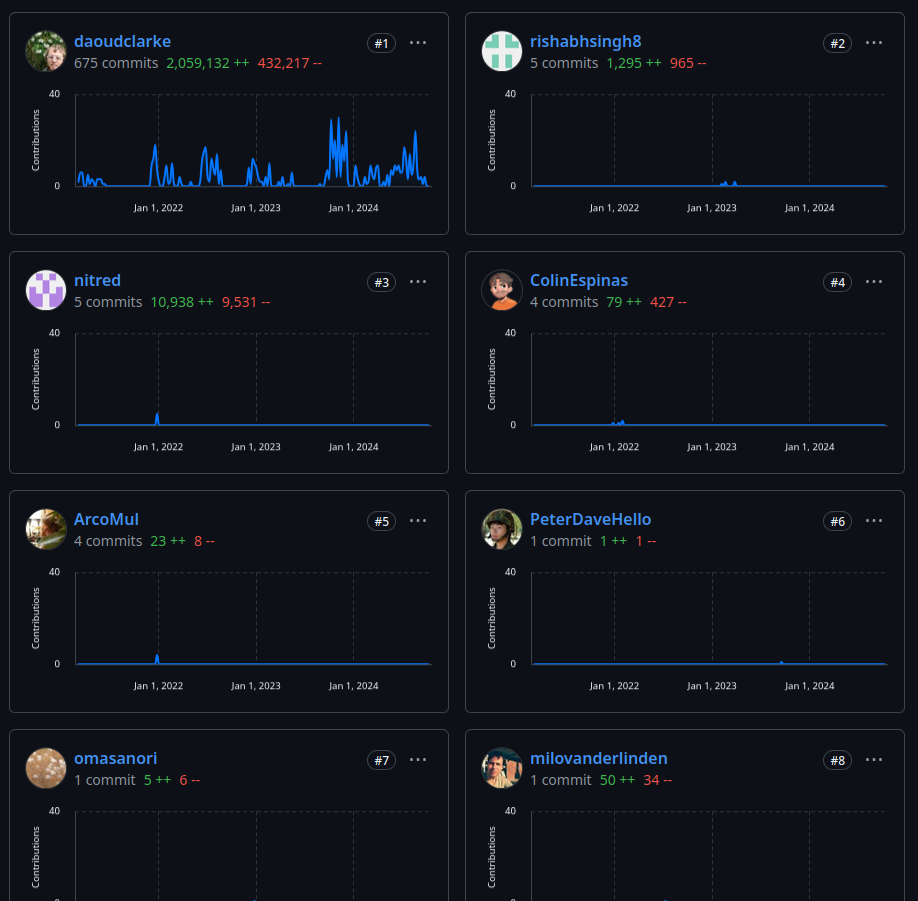 daoudclarke #1 ...
675 commits 2,059,132 ++ 432,217 --
40
Contributions
0
Jan 1, 2022 Jan 1, 2023 Jan 1, 2024
rishabhsingh8 #2 ...
5 commits 1,295 ++ 965 --
40
Contributions
0
Jan 1, 2022 Jan 1, 2023 Jan 1, 2024
nitred #3 ...
5 commits 10,938 ++ 9,531 --
40
Contributions
0
Jan 1, 2022 Jan 1, 2023 Jan 1, 2024
ColinEspinas #4 ...
4 commits 79 ++ 427 --
40
Contributions
0
Jan 1, 2022 Jan 1, 2023 Jan 1, 2024
ArcoMul #5 ...
4 commits 23 ++ 8 --
40
Contributions
0
Jan 1, 2022 Jan 1, 2023 Jan 1, 2024
PeterDaveHello #6 ...
1 commit 1 ++ 1 --
40
Contributions
0
Jan 1, 2022 Jan 1, 2023 Jan 1, 2024
omasanori #7 ...
1 commit 5 ++ 6 --
40
Contributions
milovanderlinden #8 ...
1 commit 50 ++ 34 --
40
Contributions